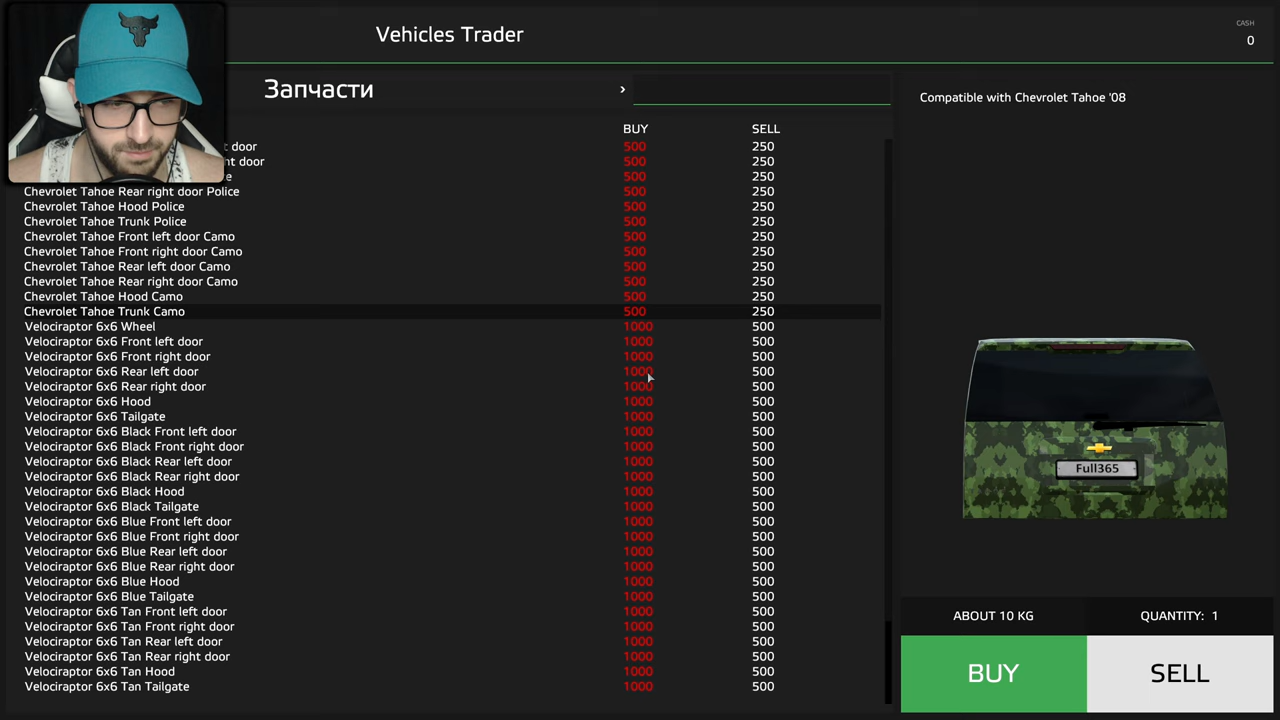 Vehicles Trader
CASH
0
Запчасти
›
Compatible with Chevrolet Tahoe '08
BUY SELL
door 500 250
door 500 250
500 250
Chevrolet Tahoe Rear right door Police 500 250
Chevrolet Tahoe Hood Police 500 250
Chevrolet Tahoe Trunk Police 500 250
Chevrolet Tahoe Front left door Camo 500 250
Chevrolet Tahoe Front right door Camo 500 250
Chevrolet Tahoe Rear left door Camo 500 250
Chevrolet Tahoe Rear right door Camo 500 250
Chevrolet Tahoe Hood Camo 500 250
Chevrolet Tahoe Trunk Camo 500 250
Velociraptor 6x6 Wheel 1000 500
Velociraptor 6x6 Front left door 1000 500
Velociraptor 6x6 Front right door 1000 500
Velociraptor 6x6 Rear left door 1000 500
Velociraptor 6x6 Rear right door 1000 500
Velociraptor 6x6 Hood 1000 500
Velociraptor 6x6 Tailgate 1000 500
Velociraptor 6x6 Black Front left door 1000 500
Velociraptor 6x6 Black Front right door 1000 500
Velociraptor 6x6 Black Rear left door 1000 500
Velociraptor 6x6 Black Rear right door 1000 500
Velociraptor 6x6 Black Hood 1000 500
Velociraptor 6x6 Black Tailgate 1000 500
Velociraptor 6x6 Blue Front left door 1000 500
Velociraptor 6x6 Blue Front right door 1000 500
Velociraptor 6x6 Blue Rear left door 1000 500
Velociraptor 6x6 Blue Rear right door 1000 500
Velociraptor 6x6 Blue Hood 1000 500
Velociraptor 6x6 Blue Tailgate 1000 500
Velociraptor 6x6 Tan Front left door 1000 500
Velociraptor 6x6 Tan Front right door 1000 500
Velociraptor 6x6 Tan Rear left door 1000 500
Velociraptor 6x6 Tan Rear right door 1000 500
Velociraptor 6x6 Tan Hood 1000 500
Velociraptor 6x6 Tan Tailgate 1000 500
Full365
ABOUT 10 KG QUANTITY: 1
BUY SELL